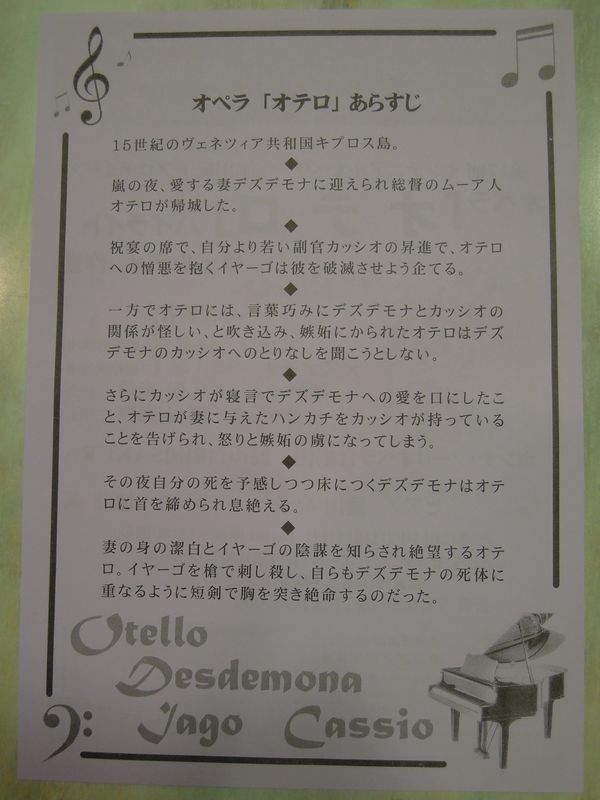 オペラ「オテロ」あらすじ
15世紀のヴェネツィア共和国キプロス島。
◆
嵐の夜、愛する妻デズデモナに迎えられ総督のムーア人
オテロが帰城した。
◆
祝宴の席で、自分より若い副官カッシオの昇進で、オテロ
への憎悪を抱くイヤーゴは彼を破滅させよう企てる。
◆
一方でオテロには、言葉巧みにデズデモナとカッシオの
関係が怪しい、と吹き込み、嫉妬にかられたオテロはデズ
デモナのカッシオへのとりなしを聞こうとしない。
◆
さらにカッシオが寝言でデズデモナへの愛を口にしたこ
と、オテロが妻に与えたハンカチをカッシオが持っている
ことを告げられ、怒りと嫉妬の虜になってしまう。
◆
その夜自分の死を予感しつつ床につくデズデモナはオテ
ロに首を締められ息絶える。
◆
妻の身の潔白とイヤーゴの陰謀を知らされ絶望するオテ
ロ。イヤーゴを槍で刺し殺し、自らもデズデモナの死体に
重なるように短剣で胸を突き絶命するのだった。
Otello
Desdemona
Jago Cassio